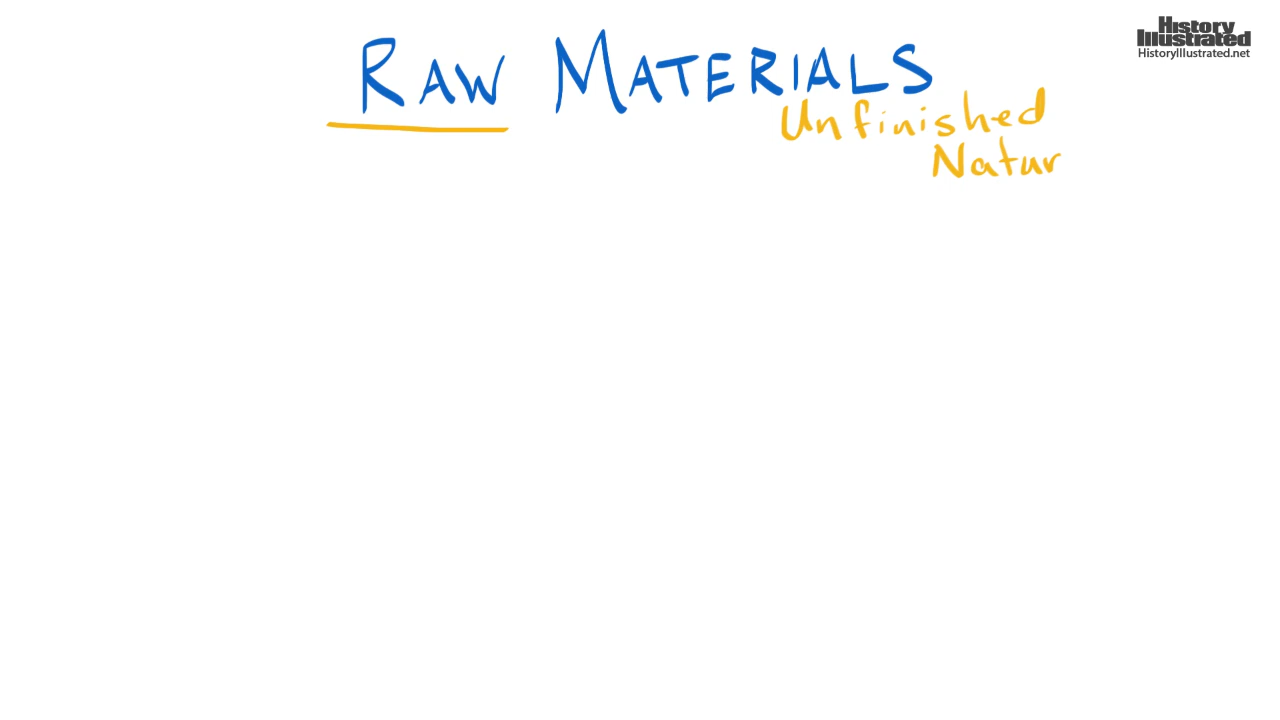 History
Illustrated
HistoryIllustrated.net
RAW MATERIALS
Unfinished
Natur